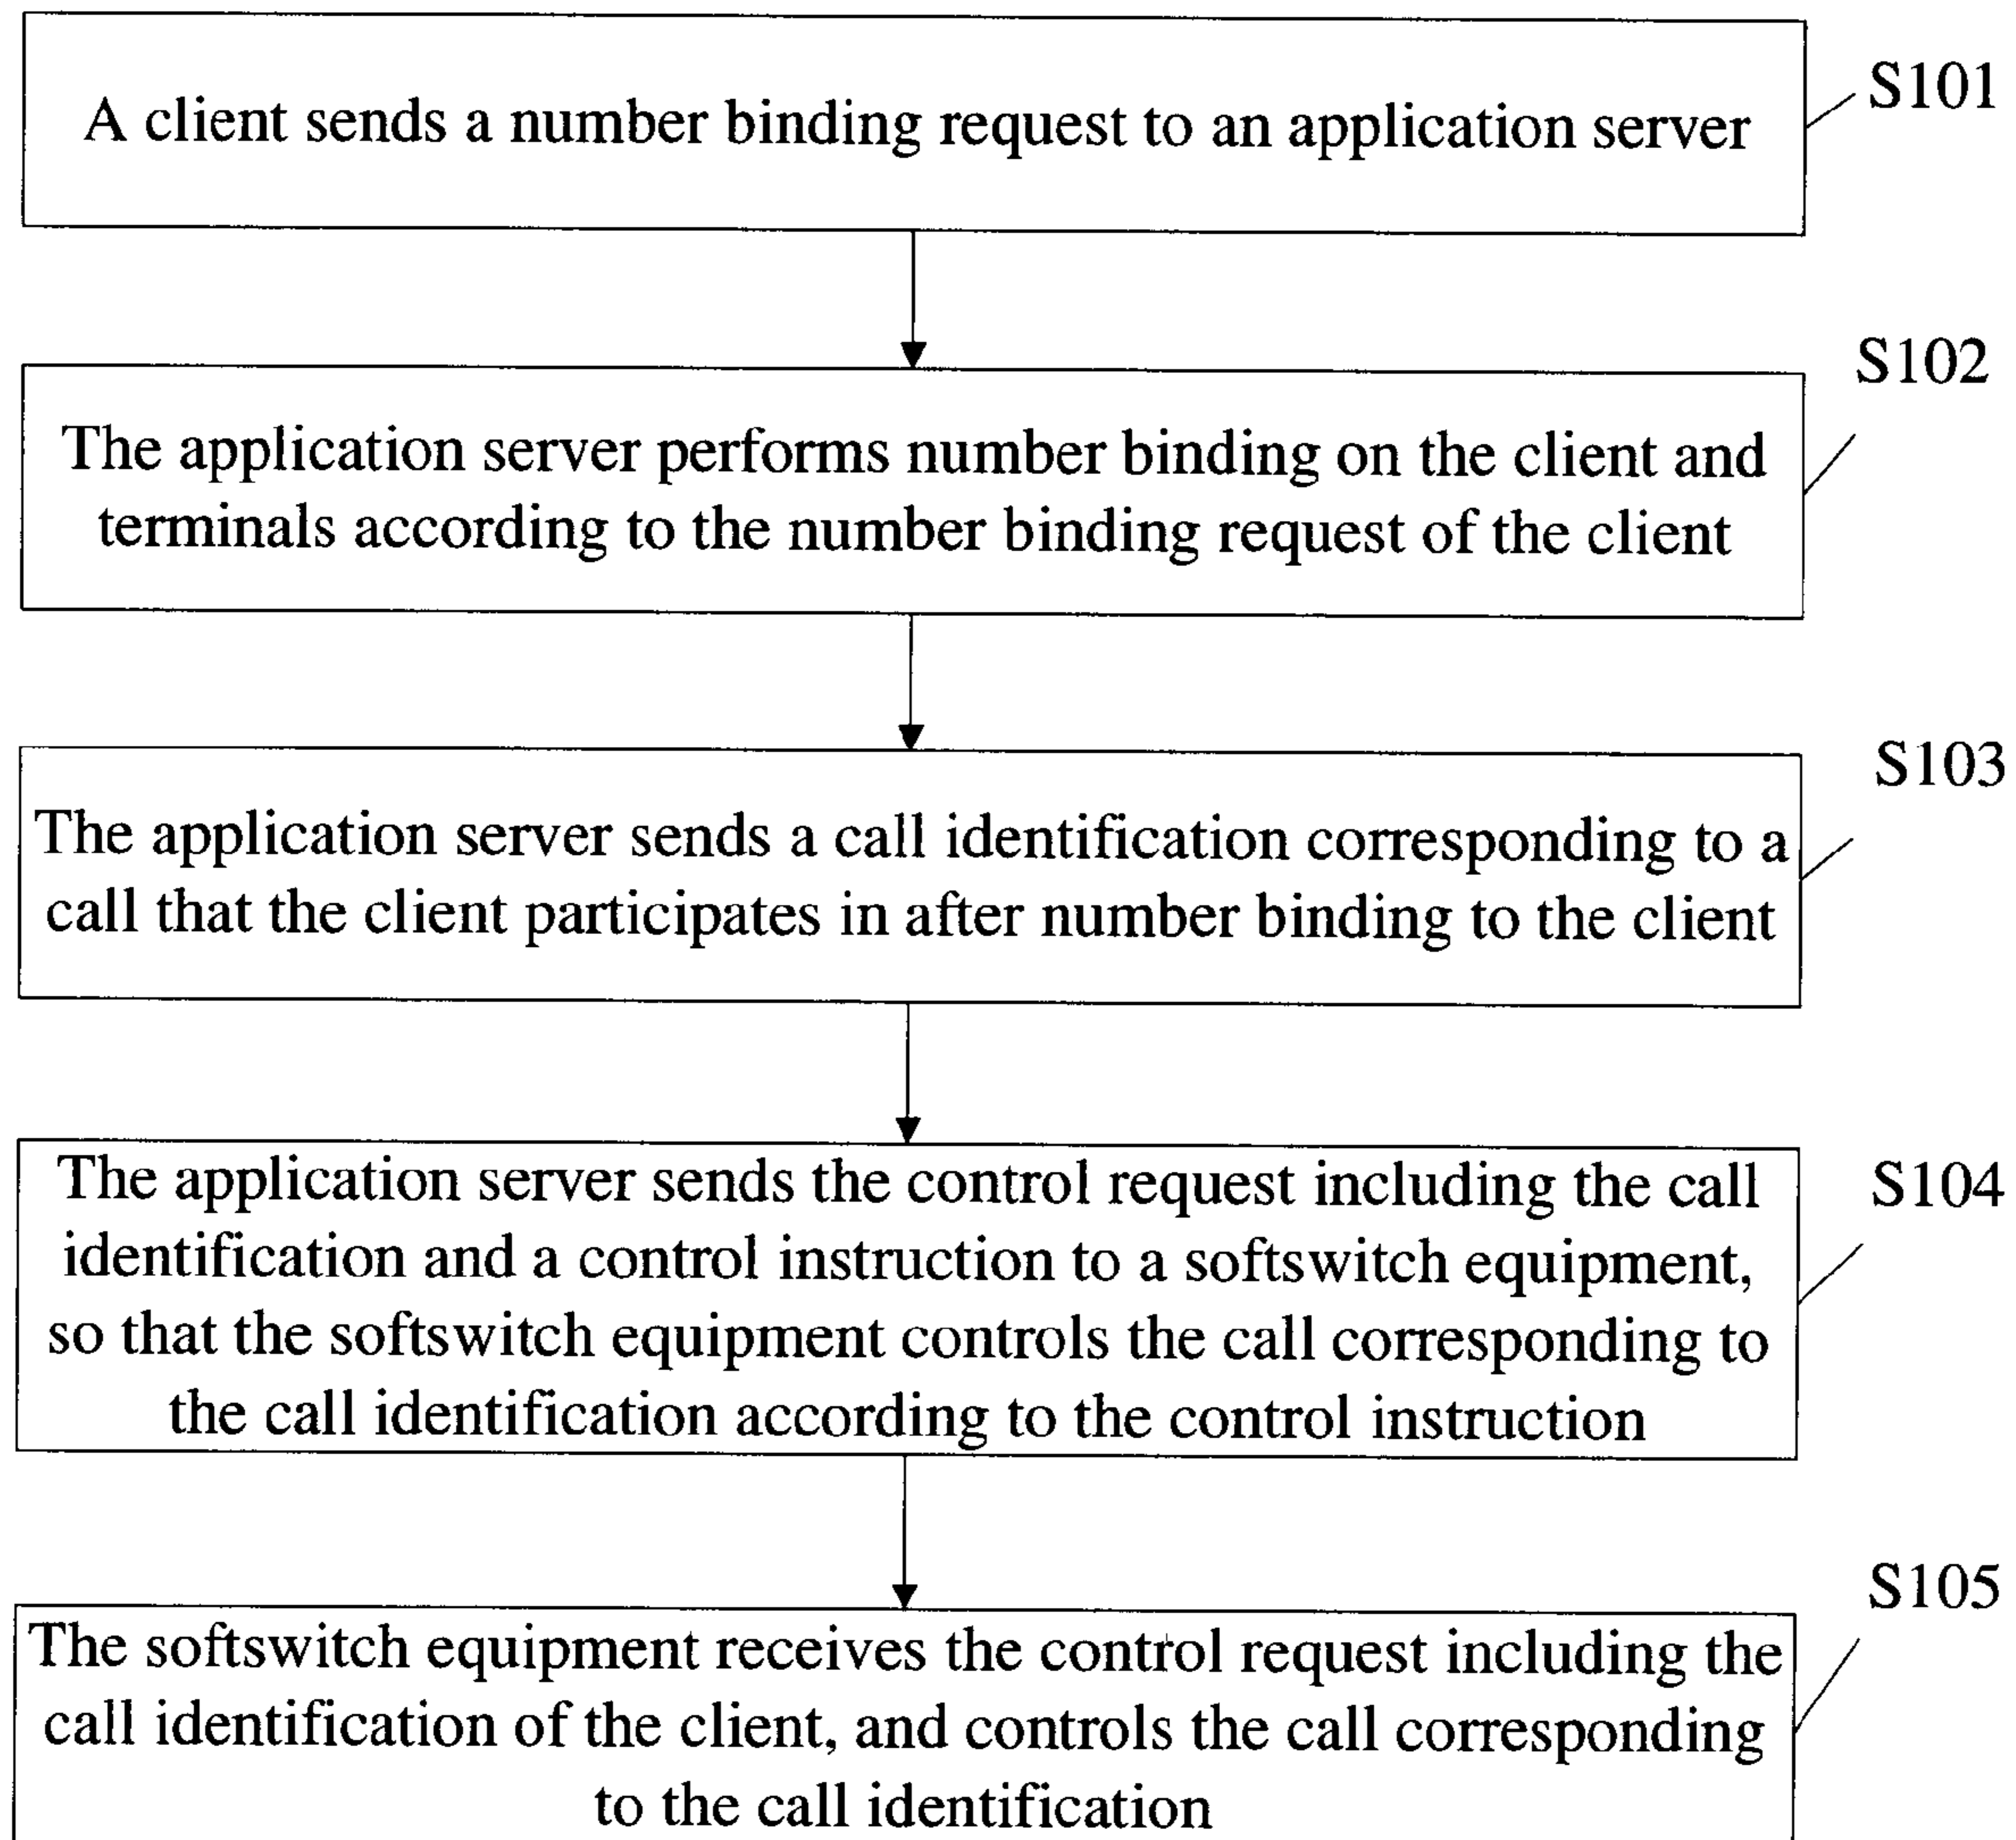 A client sends a number binding request to an application server
S101
S102
The application server performs number binding on the client and
terminals according to the number binding request of the client
S103
The application server sends a call identification corresponding to a
call that the client participates in after number binding to the client
The application server sends the control request including the call
S104
identification and a control instruction to a softswitch equipment,
so that the softswitch equipment controls the call corresponding to
the call identification according to the control instruction
S105
The softswitch equipment receives the control request including the
call identification of the client, and controls the call corresponding
to the call identification